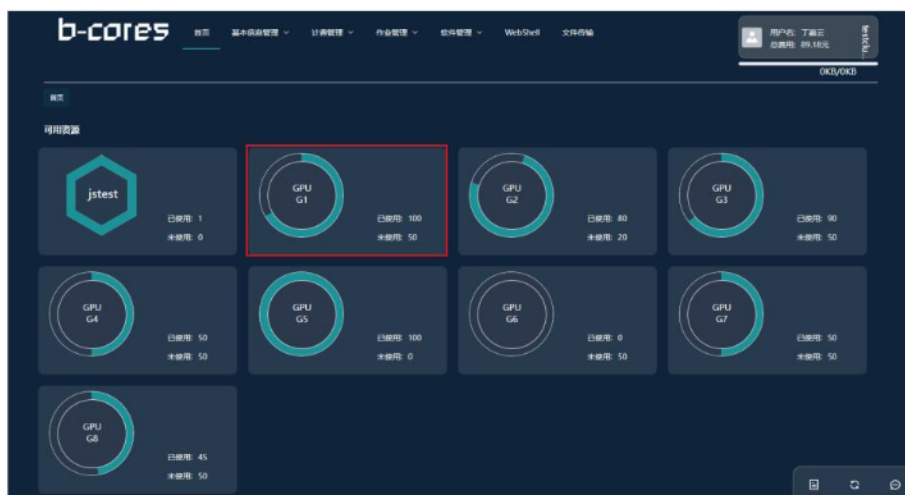 b-cores
首页 基本信息管理 计费管理 作业管理 软件管理 WebShell 文件传输
用户名: 丁嘉云
总费用: 89.18元
testclu...
0KB/0KB
首页
可用资源
jstest
已使用: 1
未使用: 0
GPU
G1
已使用: 100
未使用: 50
GPU
G2
已使用: 80
未使用: 20
GPU
G3
已使用: 90
未使用: 50
GPU
G4
已使用: 50
未使用: 50
GPU
G5
已使用: 100
未使用: 0
GPU
G6
已使用: 0
未使用: 50
GPU
G7
已使用: 50
未使用: 50
GPU
G8
已使用: 45
未使用: 50